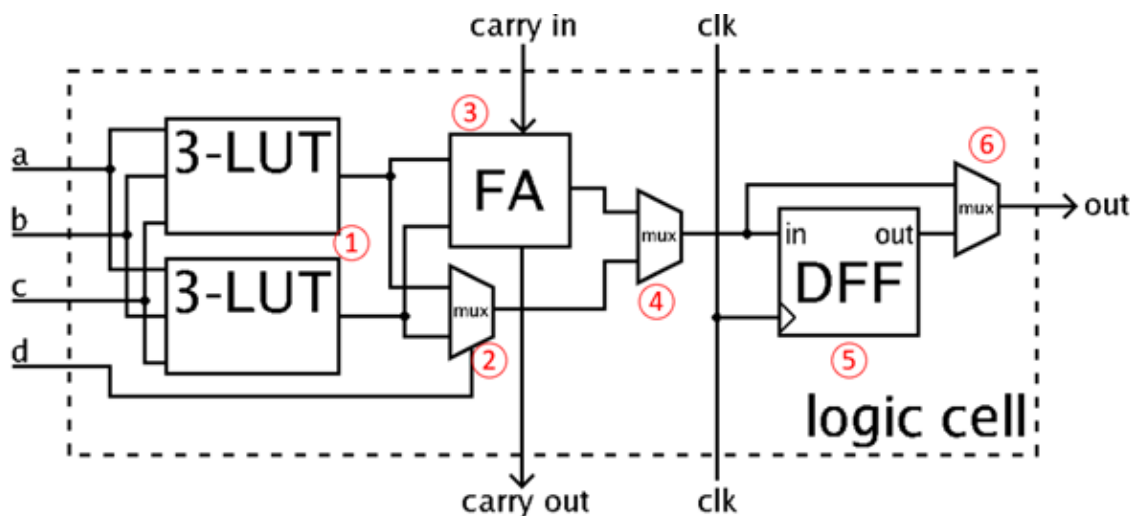 carry in
clk
③
⑥
a
3-LUT
FA
mux
out
b
①
mux
in
out
c
3-LUT
DFF
mux
④
d
②
⑤
logic cell
carry out
clk